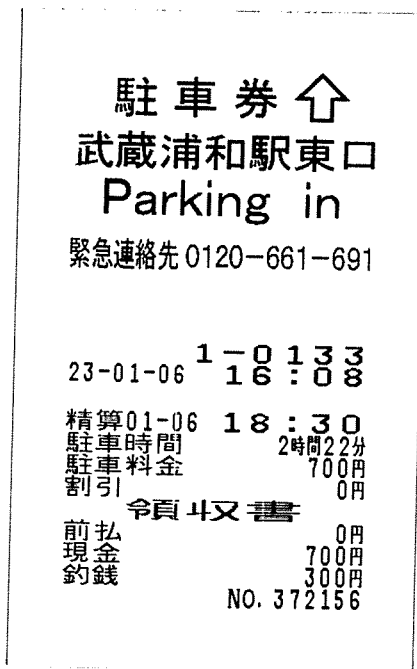 駐車券⇧
武蔵浦和駅東口
Parking in
緊急連絡先 0120-661-691
1-0133
23-01-06 16:08
精算01-06 18:30
駐車時間 2時間22分
駐車料金 700円
割引 0円
領収書
前払 0円
現金 700円
釣銭 300円
NO. 372156